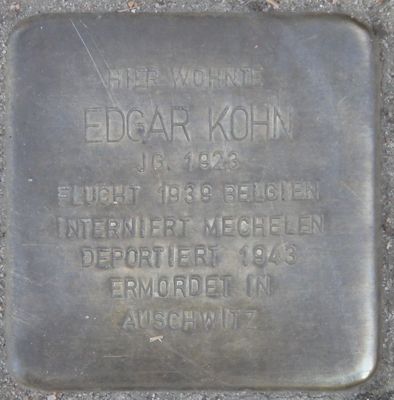 HIER WOHNTE
EDGAR KOHN
JG. 1923
FLUCHT 1939 BELGIEN
INTERNIERT MECHELEN
DEPORTIERT 1943
ERMORDET IN
AUSCHWITZ